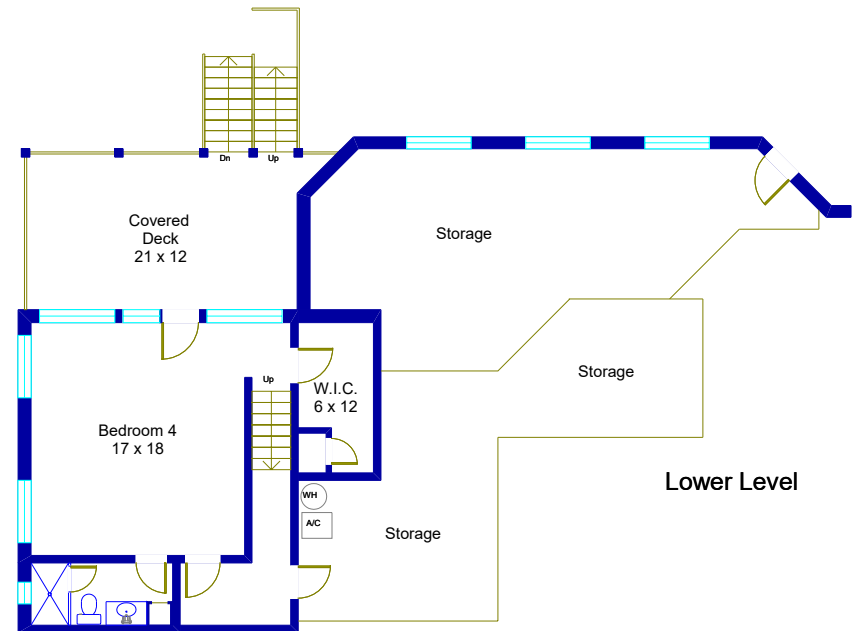 Dn
Up
Covered
Deck
21 x 12
Storage
Storage
Up
W.I.C.
6 x 12
Bedroom 4
17 x 18
Lower Level
WH
A/C
Storage